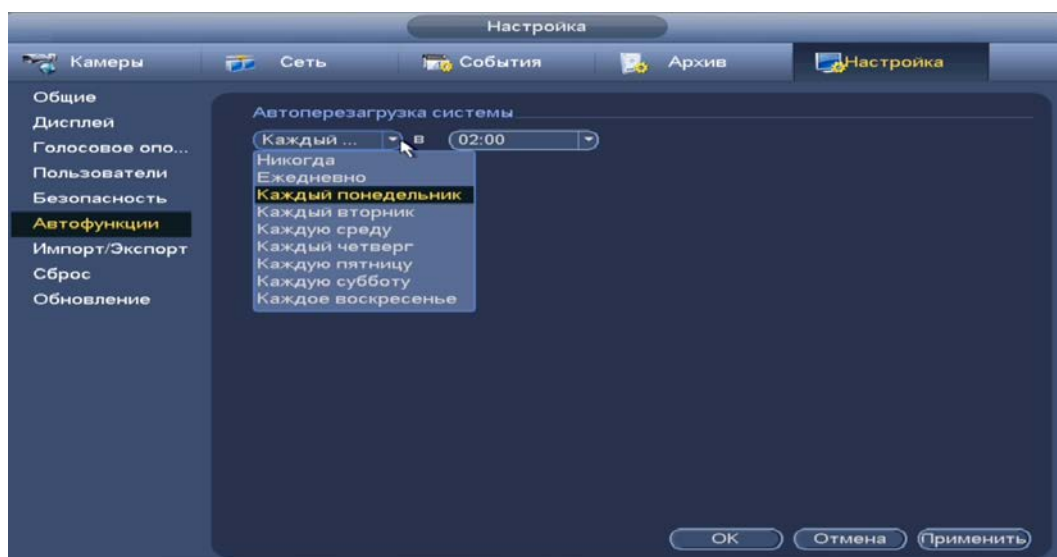 Настройка
Камеры
Сеть
События
Архив
Настройка
Общие
Дисплей
Голосовое опо...
Пользователи
Безопасность
Автофункции
Импорт/Экспорт
Сброс
Обновление
Автоперезагрузка системы
Каждый ... в 02:00
Никогда
Ежедневно
Каждый понедельник
Каждый вторник
Каждую среду
Каждый четверг
Каждую пятницу
Каждую субботу
Каждое воскресенье
OK Отмена Применить